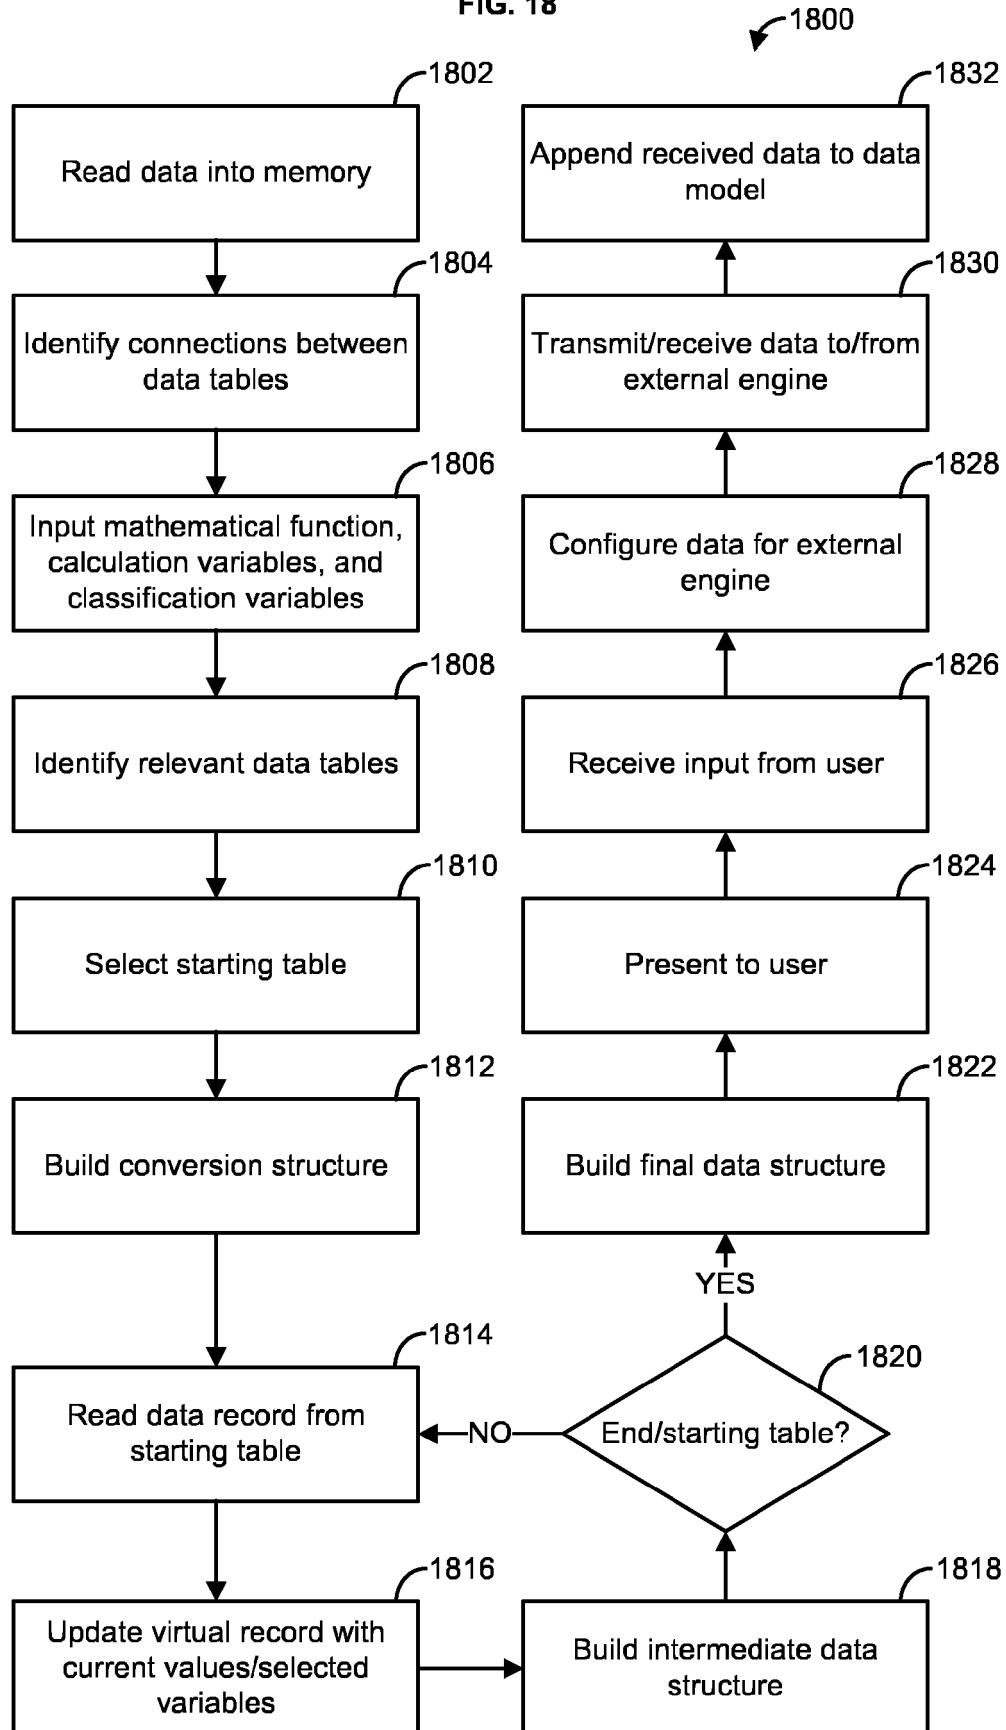 FIG. 18
1800
1802
Read data into memory
1804
Identify connections between
data tables
1806
Input mathematical function,
calculation variables, and
classification variables
1808
Identify relevant data tables
1810
Select starting table
1812
Build conversion structure
1814
Read data record from
starting table
1816
Update virtual record with
current values/selected
variables
1818
Build intermediate data
structure
1820
End/starting table?
NO
YES
1822
Build final data structure
1824
Present to user
1826
Receive input from user
1828
Configure data for external
engine
1830
Transmit/receive data to/from
external engine
1832
Append received data to data
model